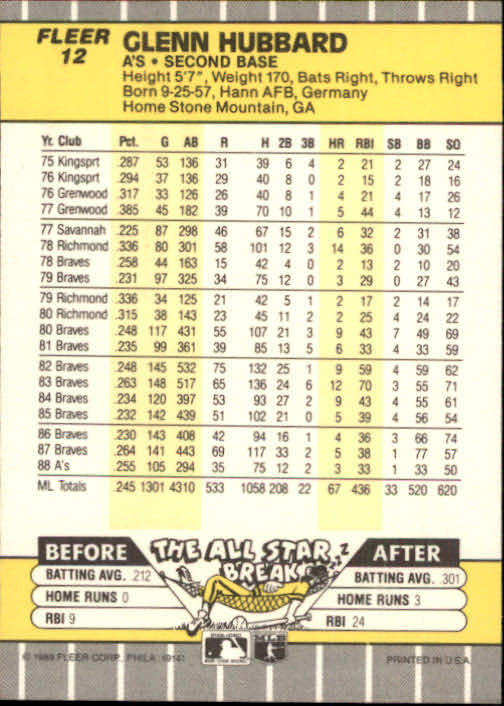 FLEER
12
GLENN HUBBARD
A'S • SECOND BASE
Height 5'7", Weight 170, Bats Right, Throws Right
Born 9-25-57, Hann AFB, Germany
Home Stone Mountain, GA
Yr. Club Pct. G AB R H 2B 3B HR RBI SB BB SO
75 Kingsprt .287 53 136 31 39 6 4 2 21 2 27 24
76 Kingsprt .294 37 136 29 40 8 0 2 15 2 18 16
76 Grenwood .317 33 126 26 40 8 1 4 21 4 17 26
77 Grenwood .385 45 182 39 70 10 1 5 44 4 13 12
77 Savannah .225 87 298 46 67 15 2 6 32 2 31 38
78 Richmond .336 80 301 58 101 12 3 14 36 0 30 54
78 Braves .258 44 163 15 42 4 0 2 13 2 10 20
79 Braves .231 97 325 34 75 12 0 3 29 0 27 43
79 Richmond .336 34 125 21 42 5 1 2 17 2 14 17
80 Richmond .315 38 143 23 45 11 2 2 25 4 24 22
80 Braves .248 117 431 55 107 21 3 9 43 7 49 69
81 Braves .235 99 361 39 85 13 5 6 33 4 33 59
82 Braves .248 145 532 75 132 25 1 9 59 4 59 62
83 Braves .263 148 517 65 136 24 6 12 70 3 55 71
84 Braves .234 120 397 53 93 27 2 9 43 4 55 61
85 Braves .232 142 439 51 102 21 0 5 39 4 56 54
86 Braves .230 143 408 42 94 16 1 4 36 3 66 74
87 Braves .264 141 443 69 117 33 2 5 38 1 77 57
88 A's .255 105 294 35 75 12 2 3 33 1 33 50
ML Totals .245 1301 4310 533 1058 208 22 67 436 33 520 620
BEFORE THE ALL STAR BREAK AFTER
BATTING AVG. .212 BATTING AVG. .301
HOME RUNS 0 HOME RUNS 3
RBI 9 RBI 24
© 1989 FLEER CORP., PHILA. 19141 PRINTED IN U.S.A.